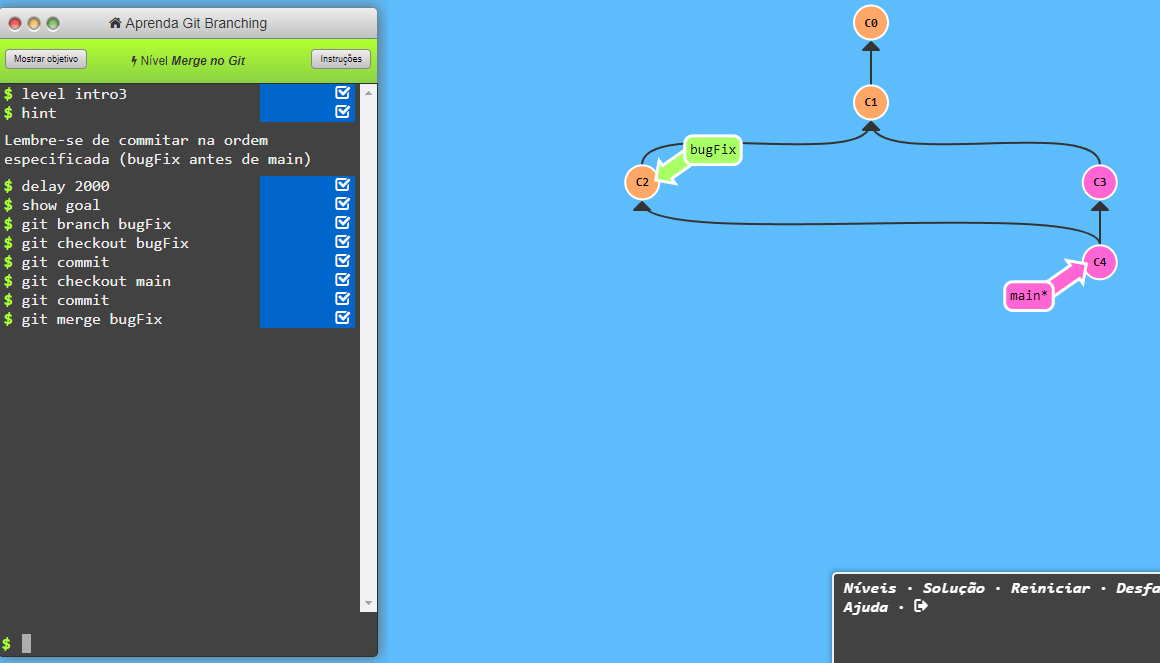 Aprenda Git Branching
Mostrar objetivo
Nível Merge no Git
Instruções
$ level intro3
$ hint
Lembre-se de commitar na ordem
especificada (bugFix antes de main)
$ delay 2000
$ show goal
$ git branch bugFix
$ git checkout bugFix
$ git commit
$ git checkout main
$ git commit
$ git merge bugFix
$
C0
C1
bugFix
C2
C3
C4
main*
Níveis · Solução · Reiniciar · Desfa
Ajuda ·